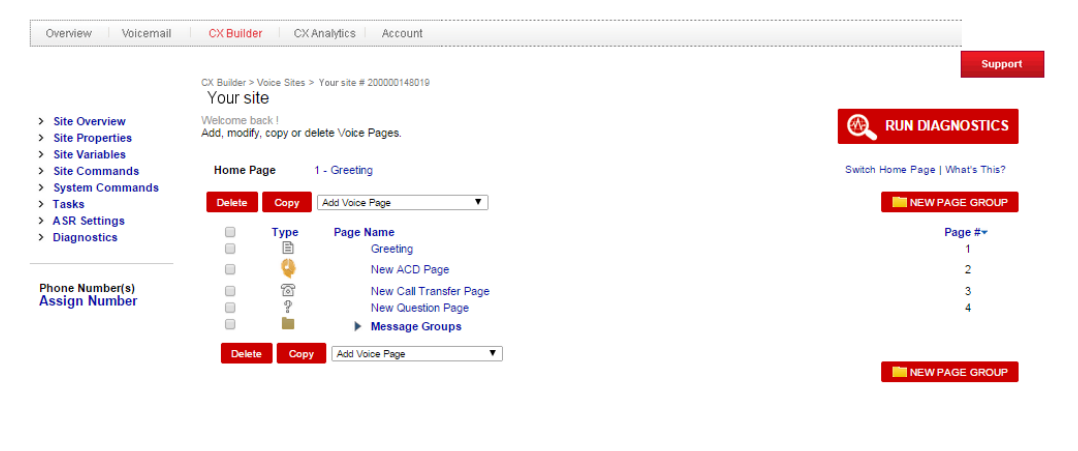 Overview Voicemail CX Builder CX Analytics Account
Support
CX Builder > Voice Sites > Your site # 200000148019
Your site
Welcome back !
Add, modify, copy or delete Voice Pages.
RUN DIAGNOSTICS
> Site Overview
> Site Properties
> Site Variables
> Site Commands
> System Commands
> Tasks
> ASR Settings
> Diagnostics
Phone Number(s)
Assign Number
Home Page 1 - Greeting Switch Home Page | What's This?
Delete Copy Add Voice Page NEW PAGE GROUP
Type Page Name Page #
Greeting 1
New ACD Page 2
New Call Transfer Page 3
New Question Page 4
Message Groups
Delete Copy Add Voice Page
NEW PAGE GROUP